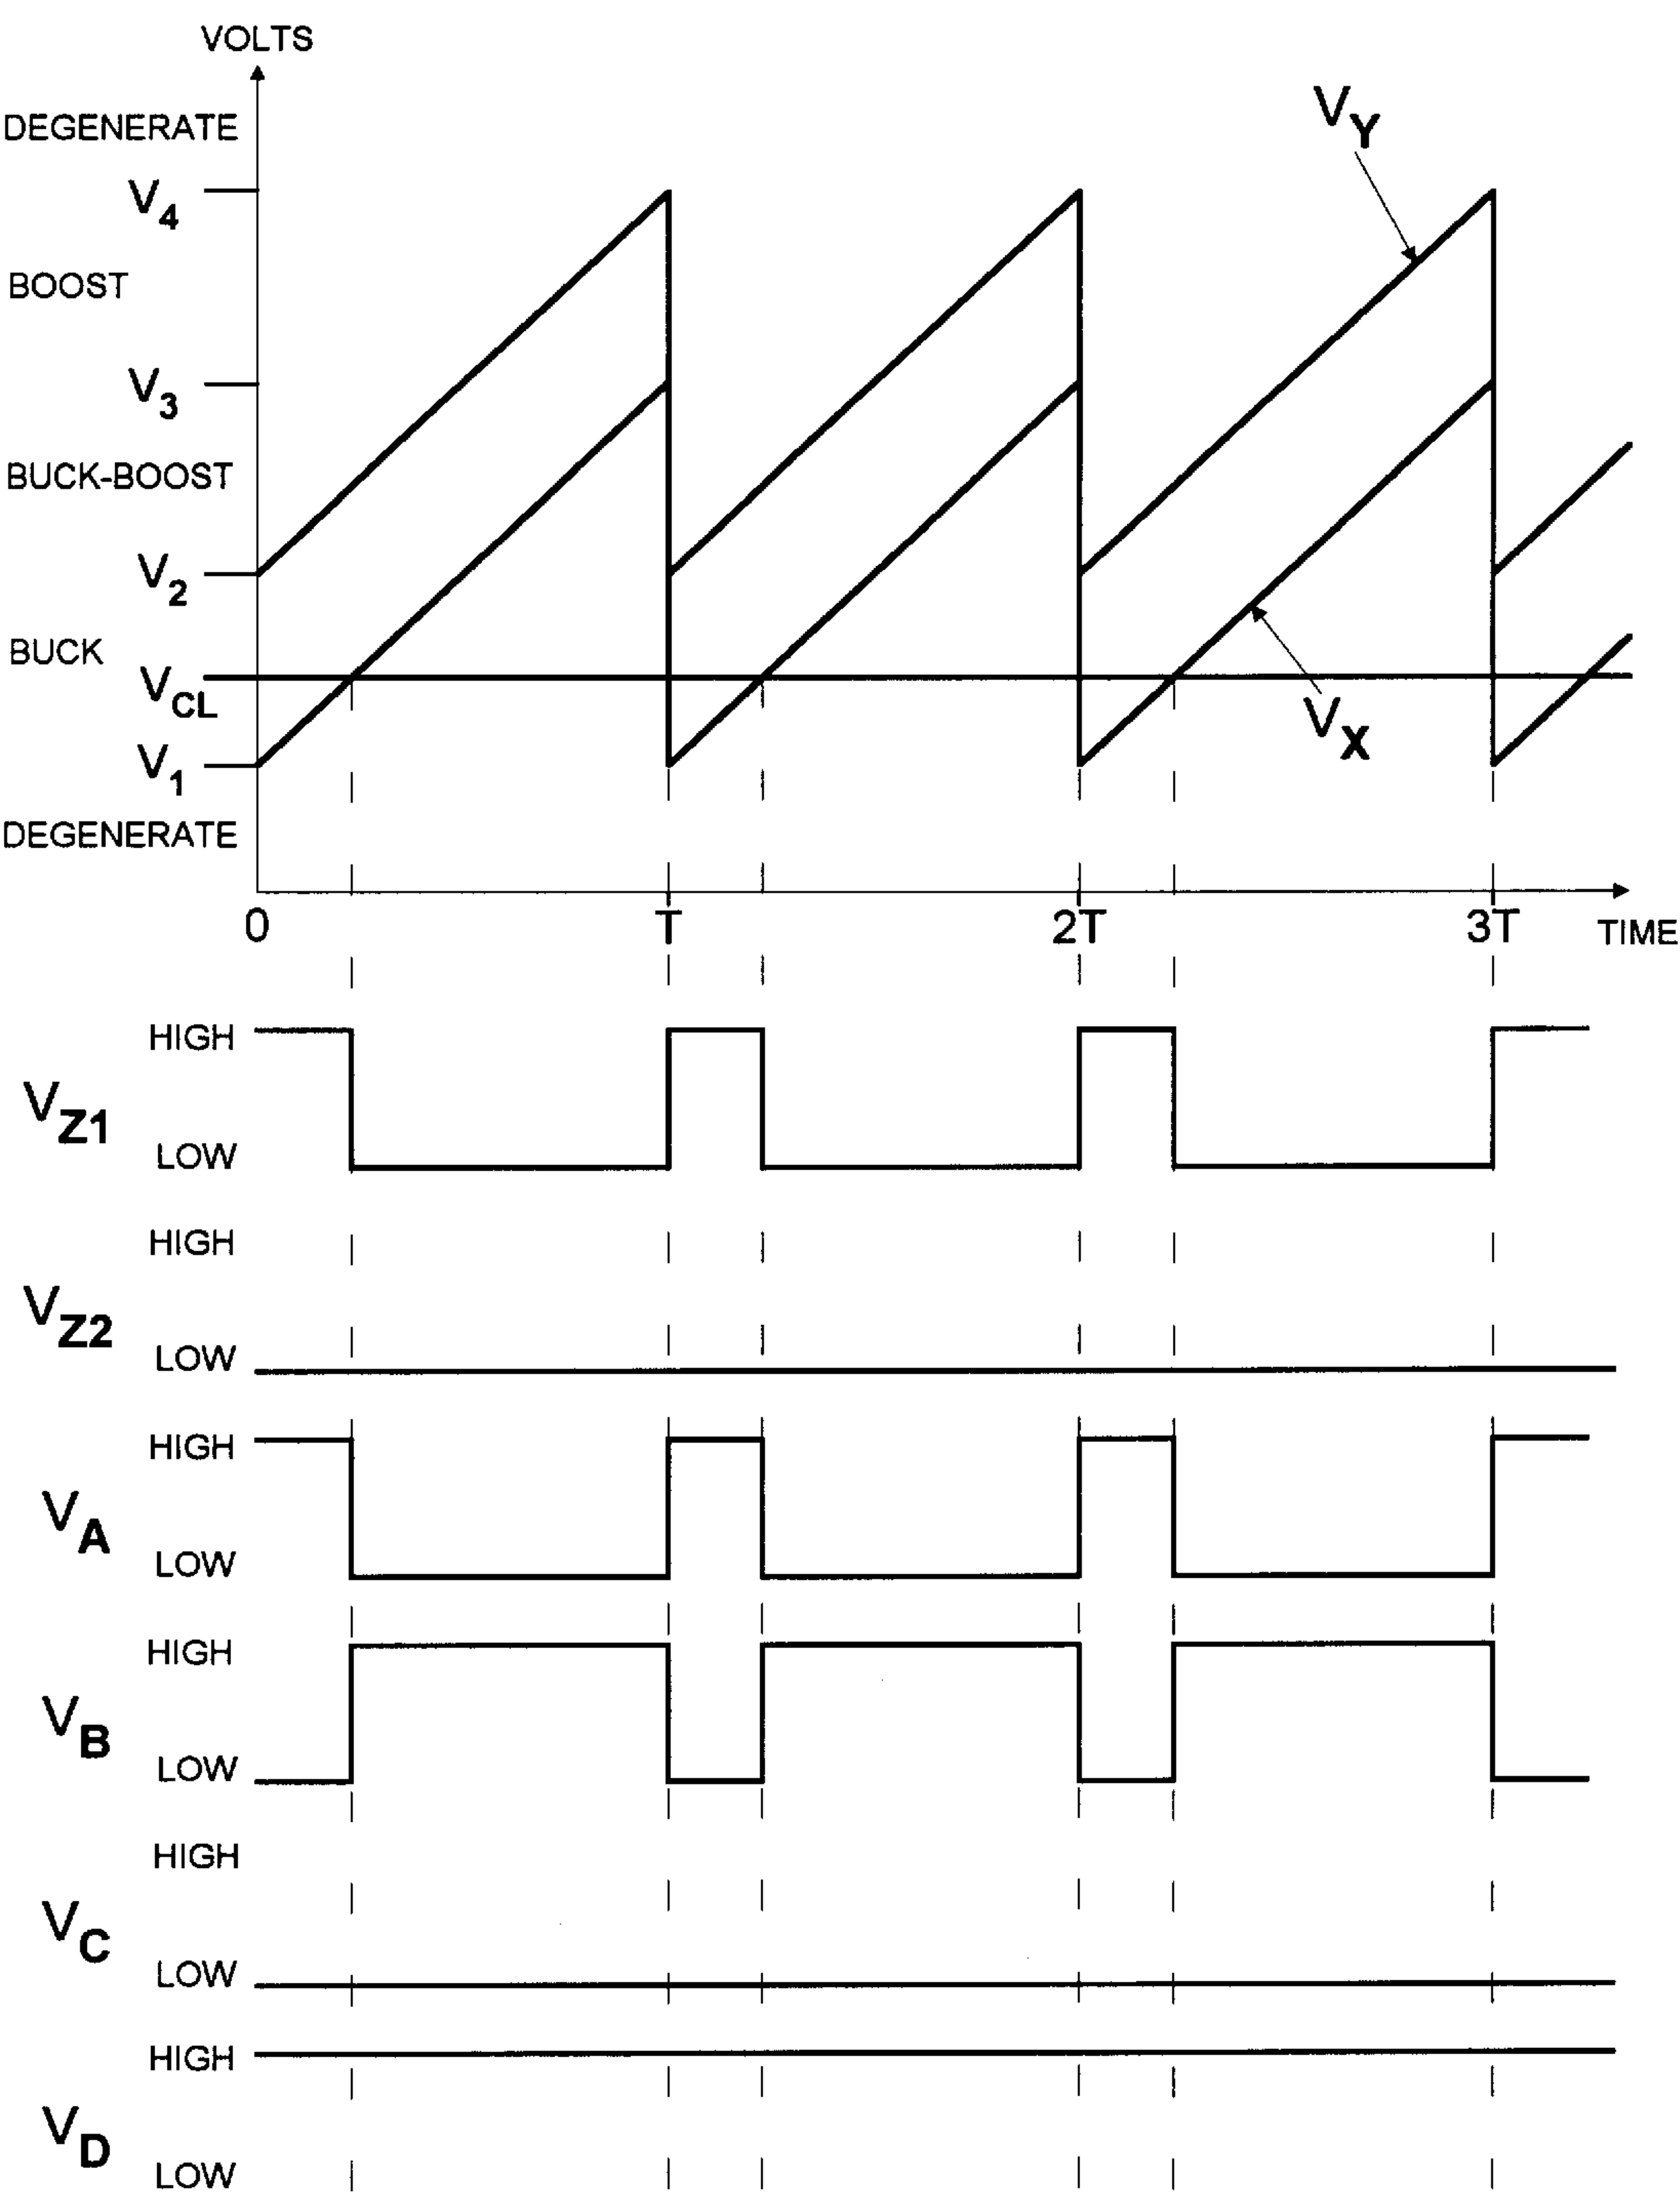 VOLTS
DEGENERATE
V4
BOOST
V3
BUCK-BOOST
V2
BUCK
VCL
V1
DEGENERATE
VY
VX
0 T 2T 3T TIME
HIGH
VZ1
LOW
HIGH
VZ2
LOW
HIGH
VA
LOW
HIGH
VB
LOW
HIGH
VC
LOW
HIGH
VD
LOW